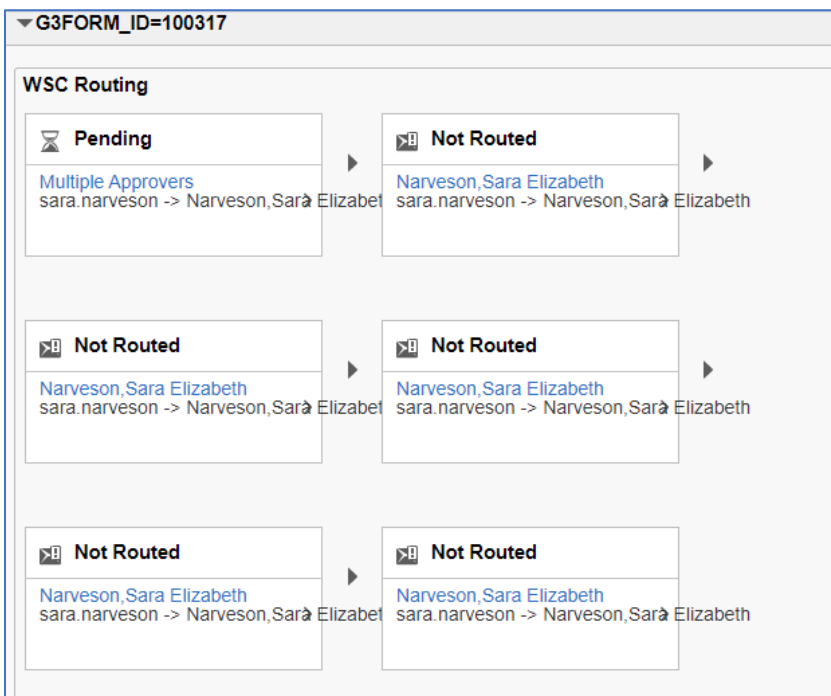 G3FORM_ID=100317
WSC Routing
Pending
Multiple Approvers
sara.narveson -> Narveson,Sara Elizabet
Not Routed
Narveson,Sara Elizabeth
sara.narveson -> Narveson,Sara Elizabeth
Not Routed
Narveson,Sara Elizabeth
sara.narveson -> Narveson,Sara Elizabet
Not Routed
Narveson,Sara Elizabeth
sara.narveson -> Narveson,Sara Elizabeth
Not Routed
Narveson,Sara Elizabeth
sara.narveson -> Narveson,Sara Elizabet
Not Routed
Narveson,Sara Elizabeth
sara.narveson -> Narveson,Sara Elizabeth